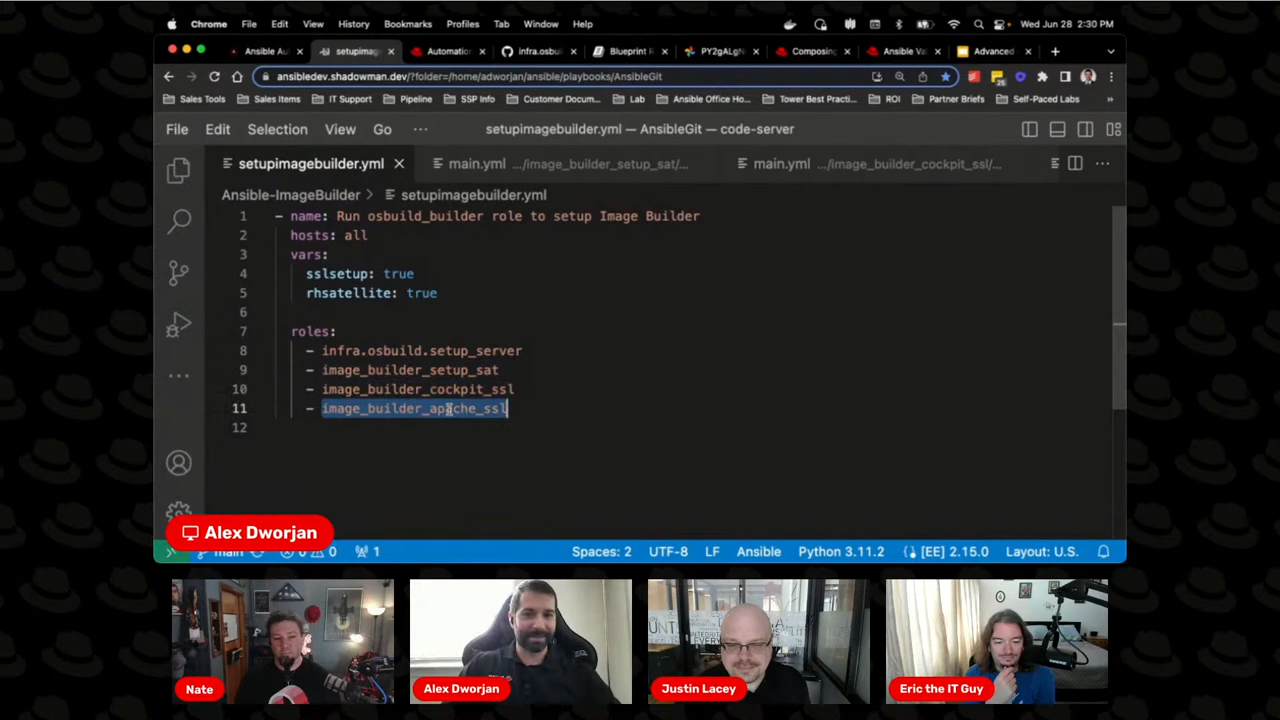 Chrome File Edit View History Bookmarks Profiles Tab Window Help Wed Jun 28 2:30 PM
Ansible Au setupimage Automation infra.osbui Blueprint R PY2gALgN Composing Ansible Val Advanced
ansibledev.shadowman.dev/?folder=/home/adworjan/ansible/playbooks/AnsibleGit
Sales Tools Sales Items IT Support Pipeline SSP Info Customer Docum... Lab Ansible Office Ho... Tower Best Practi... ROI Partner Briefs Self-Paced Labs »
File Edit Selection View Go ··· setupimagebuilder.yml — AnsibleGit — code-server
setupimagebuilder.yml main.yml .../image_builder_setup_sat/... main.yml .../image_builder_cockpit_ssl/...
Ansible-ImageBuilder > setupimagebuilder.yml
1 - name: Run osbuild_builder role to setup Image Builder
2 hosts: all
3 vars:
4 sslsetup: true
5 rhsatellite: true
6
7 roles:
8 - infra.osbuild.setup_server
9 - image_builder_setup_sat
10 - image_builder_cockpit_ssl
11 - image_builder_apache_ssl
12
Alex Dworjan
main 0 0 1 Spaces: 2 UTF-8 LF Ansible Python 3.11.2 [EE] 2.15.0 Layout: U.S.
Nate
Alex Dworjan
Justin Lacey
Eric the IT Guy